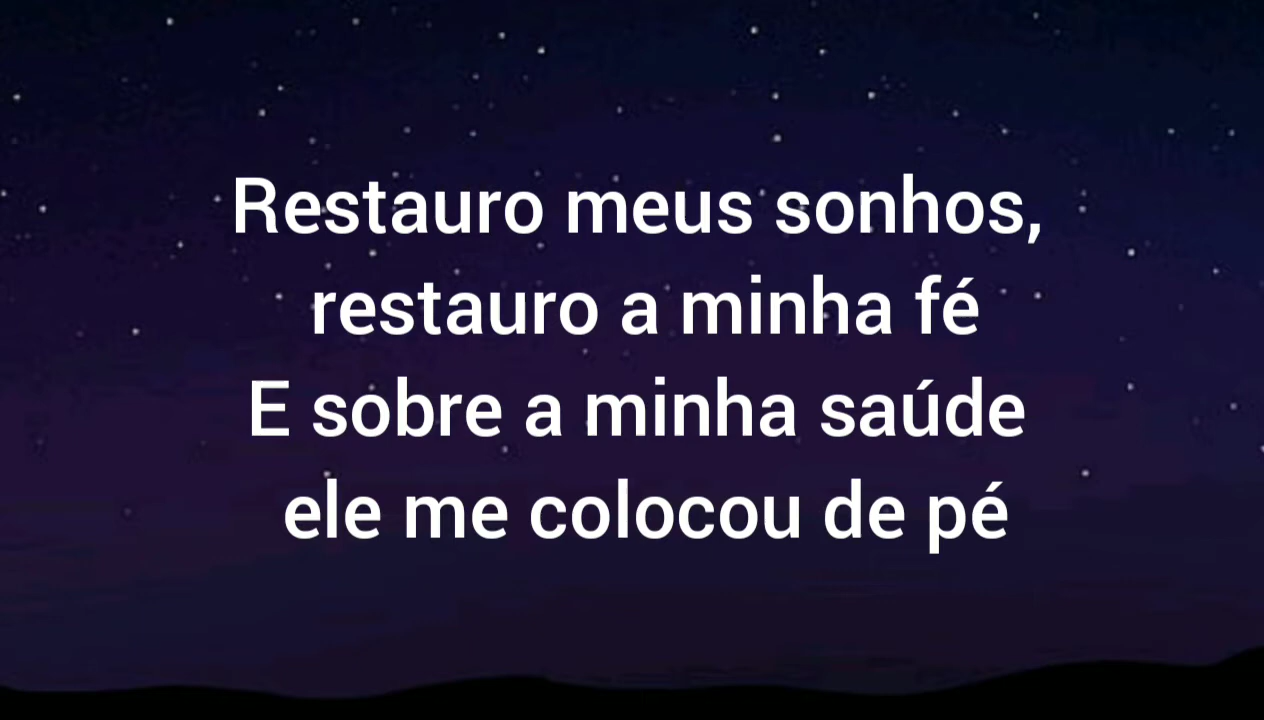 Restauro meus sonhos,
restauro a minha fé
E sobre a minha saúde
ele me colocou de pé